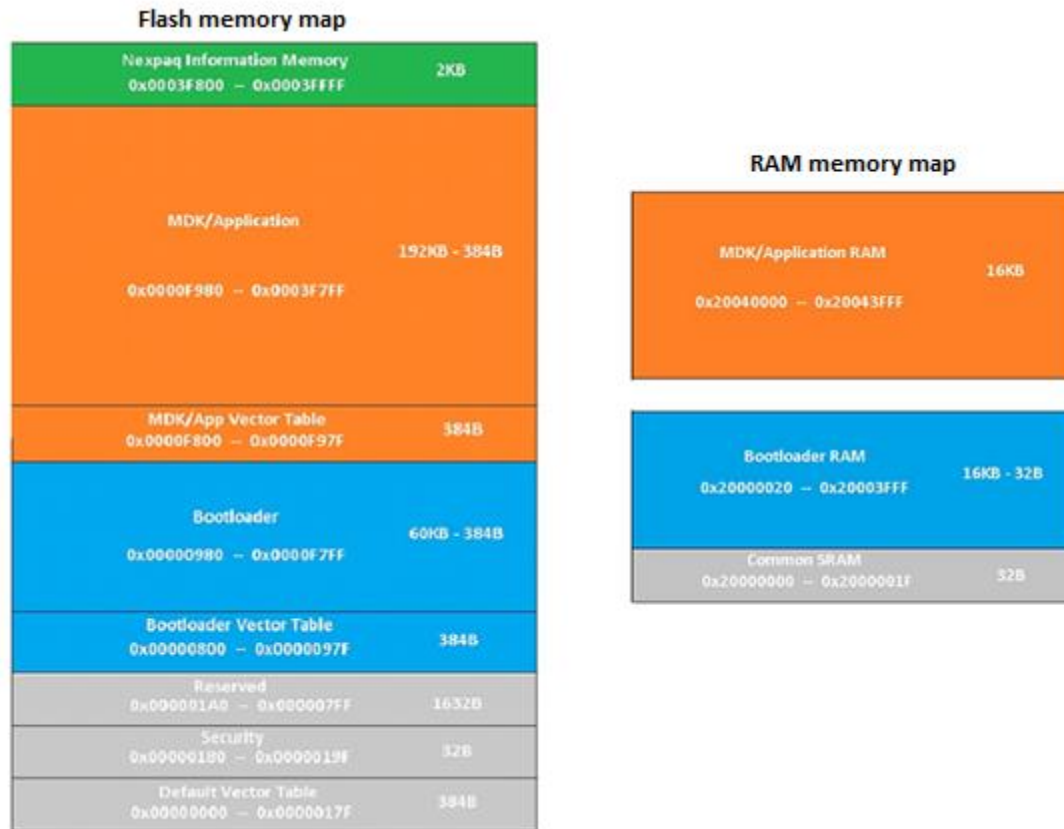 Flash memory map
Nexpaq Information Memory
0x0003F800 – 0x0003FFFF
2KB
MDK/Application
0x0000F980 – 0x0003F7FF
192KB - 384B
MDK/App Vector Table
0x0000F800 – 0x0000F97F
384B
Bootloader
0x00000980 – 0x0000F7FF
60KB - 384B
Bootloader Vector Table
0x00000800 – 0x0000097F
384B
Reserved
0x000001A0 – 0x000007FF
1632B
Security
0x00000180 – 0x0000019F
32B
Default Vector Table
0x00000000 – 0x0000017F
384B
RAM memory map
MDK/Application RAM
0x20040000 – 0x20043FFF
16KB
Bootloader RAM
0x20000020 – 0x20003FFF
16KB - 32B
Common SRAM
0x20000000 – 0x2000001F
32B